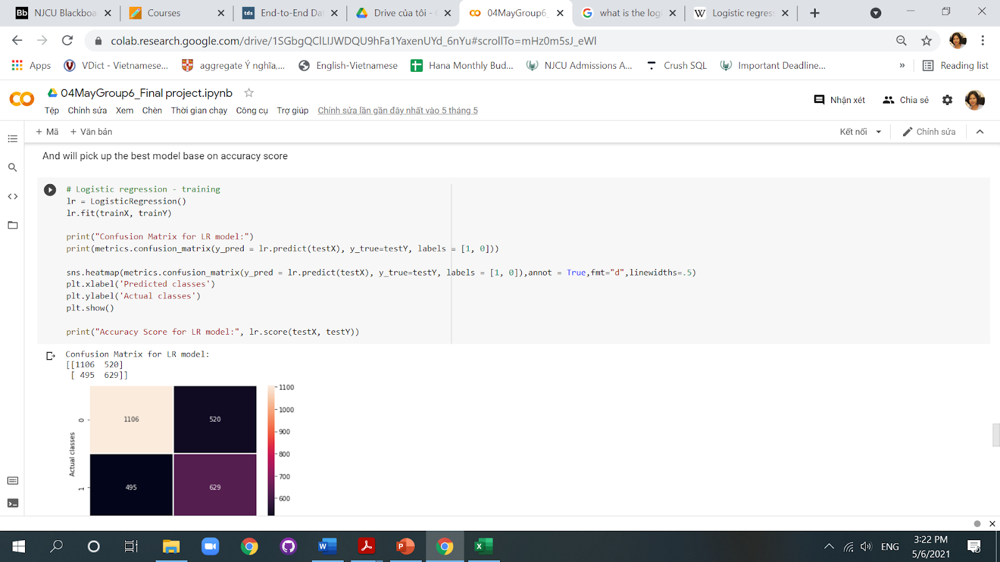 Bb NJCU Blackboa
Courses
tds End-to-End Da
Drive của tôi -
04MayGroup6_
what is the log
W Logistic regres
colab.research.google.com/drive/1SGbgQClLIJWDQU9hFa1YaxenUYd_6nYu#scrollTo=mHz0m5sJ_eWl
Apps
VDict - Vietnamese...
aggregate Ý nghĩa,...
English-Vietnamese
Hana Monthly Bud...
NJCU Admissions A...
Crush SQL
Important Deadline...
»
Reading list
04MayGroup6_Final project.ipynb
Nhận xét
Chia sẻ
Tệp Chỉnh sửa Xem Chèn Thời gian chạy Công cụ Trợ giúp Chỉnh sửa lần gần đây nhất vào 5 tháng 5
+ Mã + Văn bản
Kết nối
Chỉnh sửa
And will pick up the best model base on accuracy score
# Logistic regression - training
lr = LogisticRegression()
lr.fit(trainX, trainY)
print("Confusion Matrix for LR model:")
print(metrics.confusion_matrix(y_pred = lr.predict(testX), y_true=testY, labels = [1, 0]))
sns.heatmap(metrics.confusion_matrix(y_pred = lr.predict(testX), y_true=testY, labels = [1, 0]),annot = True,fmt="d",linewidths=.5)
plt.xlabel('Predicted classes')
plt.ylabel('Actual classes')
plt.show()
print("Accuracy Score for LR model:", lr.score(testX, testY))
Confusion Matrix for LR model:
[[1106 520]
[ 495 629]]
1106 520
495 629
0
1
Actual classes
1100
1000
900
800
700
600
ENG
3:22 PM
5/6/2021